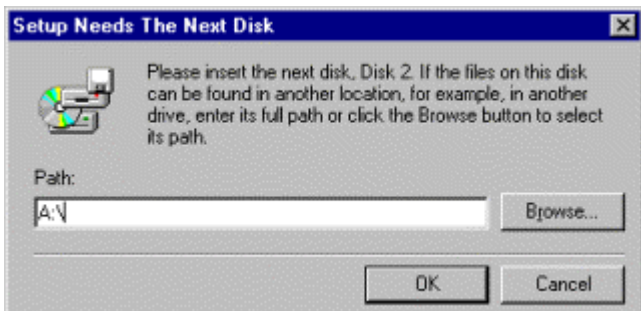 Setup Needs The Next Disk
Please insert the next disk, Disk 2. If the files on this disk
can be found in another location, for example, in another
drive, enter its full path or click the Browse button to select
its path.
Path:
A:\
Browse...
OK
Cancel